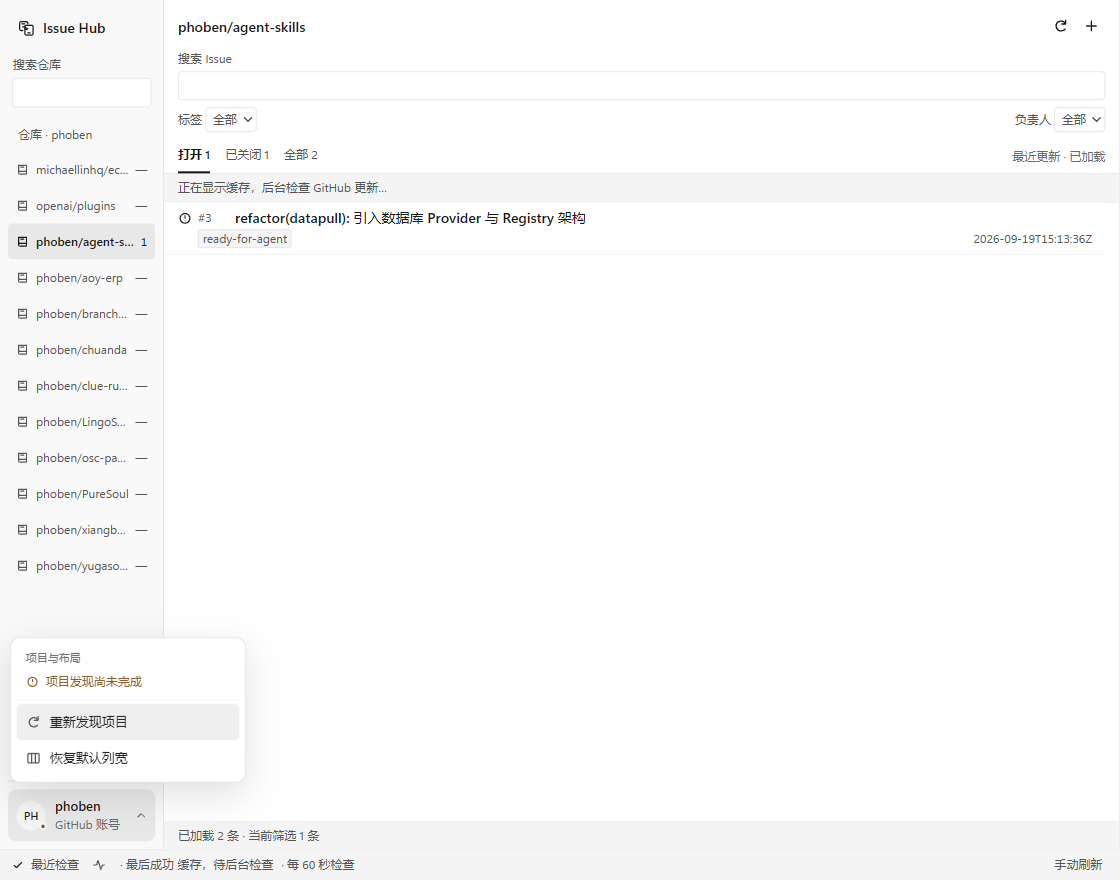 Issue Hub
搜索仓库
仓库 · phoben
michaellinhq/ec... —
openai/plugins —
phoben/agent-s... 1
phoben/aoy-erp —
phoben/branch... —
phoben/chuanda —
phoben/clue-ru... —
phoben/LingoS... —
phoben/osc-pa... —
phoben/PureSoul —
phoben/xiangb... —
phoben/yugaso... —
项目与布局
项目发现尚未完成
重新发现项目
恢复默认列宽
PH
phoben
GitHub 账号
phoben/agent-skills
搜索 Issue
标签 全部
负责人 全部
打开 1 已关闭 1 全部 2
最近更新 · 已加载
正在显示缓存，后台检查 GitHub 更新...
#3 refactor(datapull): 引入数据库 Provider 与 Registry 架构
ready-for-agent
2026-09-19T15:13:36Z
已加载 2 条 · 当前筛选 1 条
最近检查 · 最后成功 缓存，待后台检查 · 每 60 秒检查
手动刷新